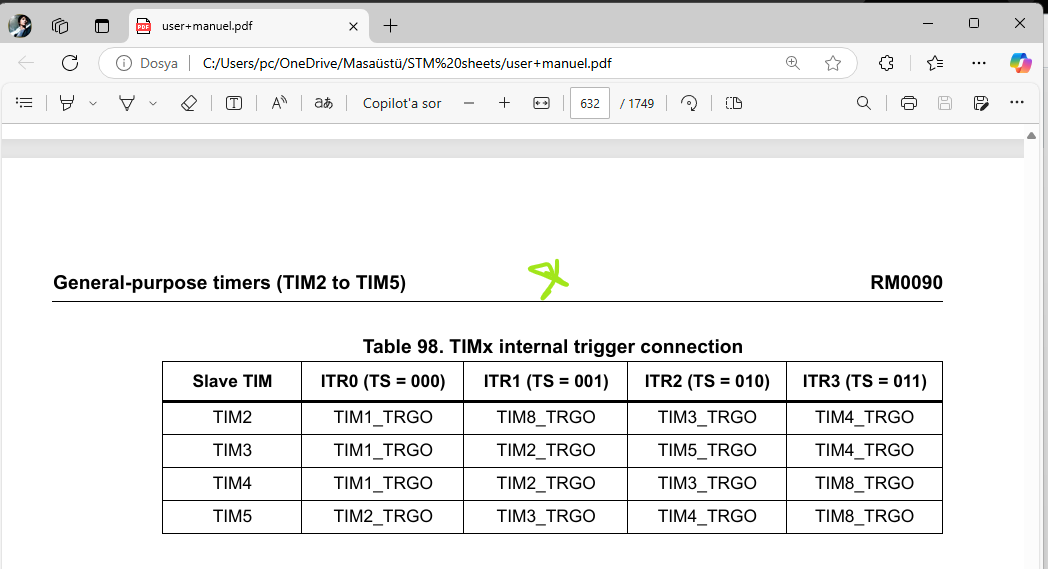 user+manuel.pdf
Dosya C:/Users/pc/OneDrive/Masaüstü/STM%20sheets/user+manuel.pdf
Copilot'a sor 632 / 1749
General-purpose timers (TIM2 to TIM5) RM0090
Table 98. TIMx internal trigger connection
Slave TIM ITR0 (TS = 000) ITR1 (TS = 001) ITR2 (TS = 010) ITR3 (TS = 011)
TIM2 TIM1_TRGO TIM8_TRGO TIM3_TRGO TIM4_TRGO
TIM3 TIM1_TRGO TIM2_TRGO TIM5_TRGO TIM4_TRGO
TIM4 TIM1_TRGO TIM2_TRGO TIM3_TRGO TIM8_TRGO
TIM5 TIM2_TRGO TIM3_TRGO TIM4_TRGO TIM8_TRGO